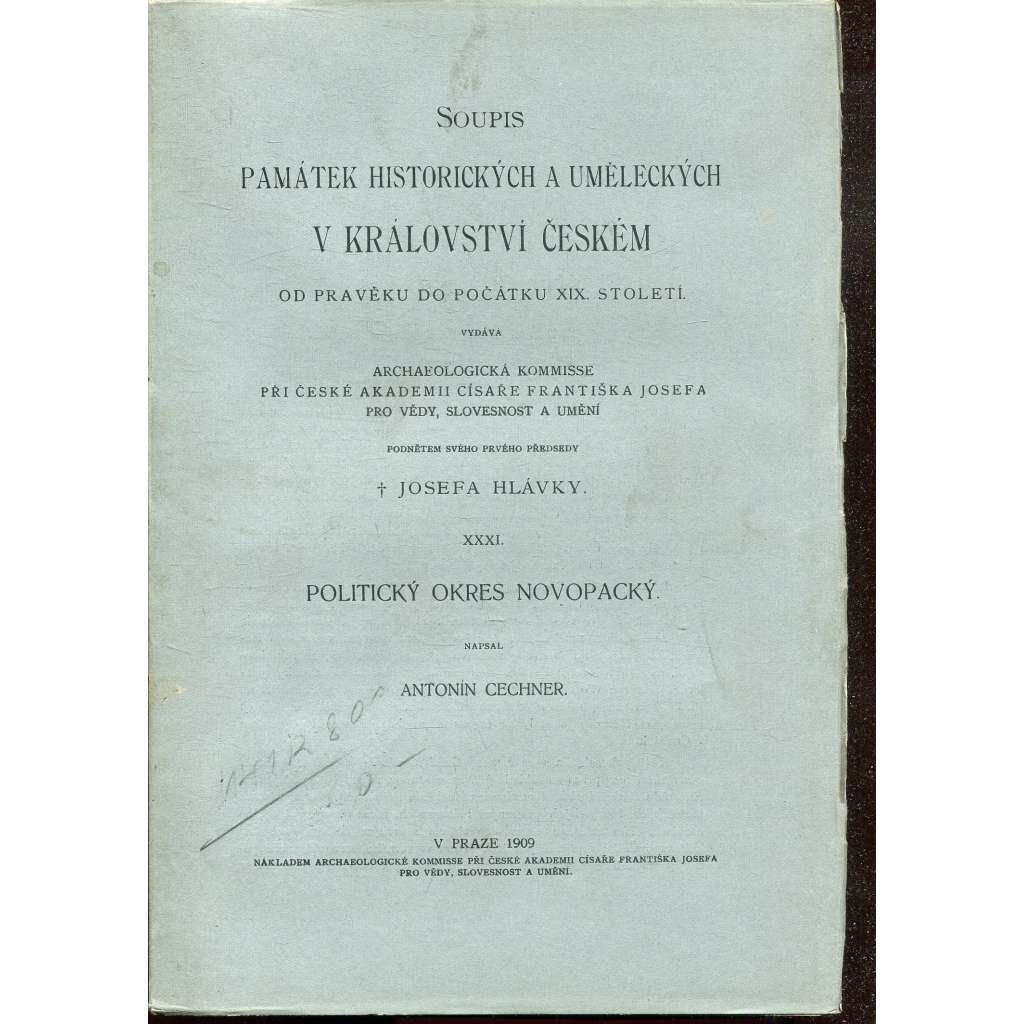 SOUPIS
PAMÁTEK HISTORICKÝCH A UMĚLECKÝCH
V KRÁLOVSTVÍ ČESKÉM
OD PRAVĚKU DO POČÁTKU XIX. STOLETÍ.
VYDÁVÁ
ARCHAEOLOGICKÁ KOMMISSE
PŘI ČESKÉ AKADEMII CÍSAŘE FRANTIŠKA JOSEFA
PRO VĚDY, SLOVESNOST A UMĚNÍ
PODNĚTEM SVÉHO PRVÉHO PŘEDSEDY
† JOSEFA HLÁVKY.
XXXI.
POLITICKÝ OKRES NOVOPACKÝ.
NAPSAL
ANTONÍN CECHNER.
V PRAZE 1909
NÁKLADEM ARCHAEOLOGICKÉ KOMMISSE PŘI ČESKÉ AKADEMII CÍSAŘE FRANTIŠKA JOSEFA
PRO VĚDY, SLOVESNOST A UMĚNÍ.